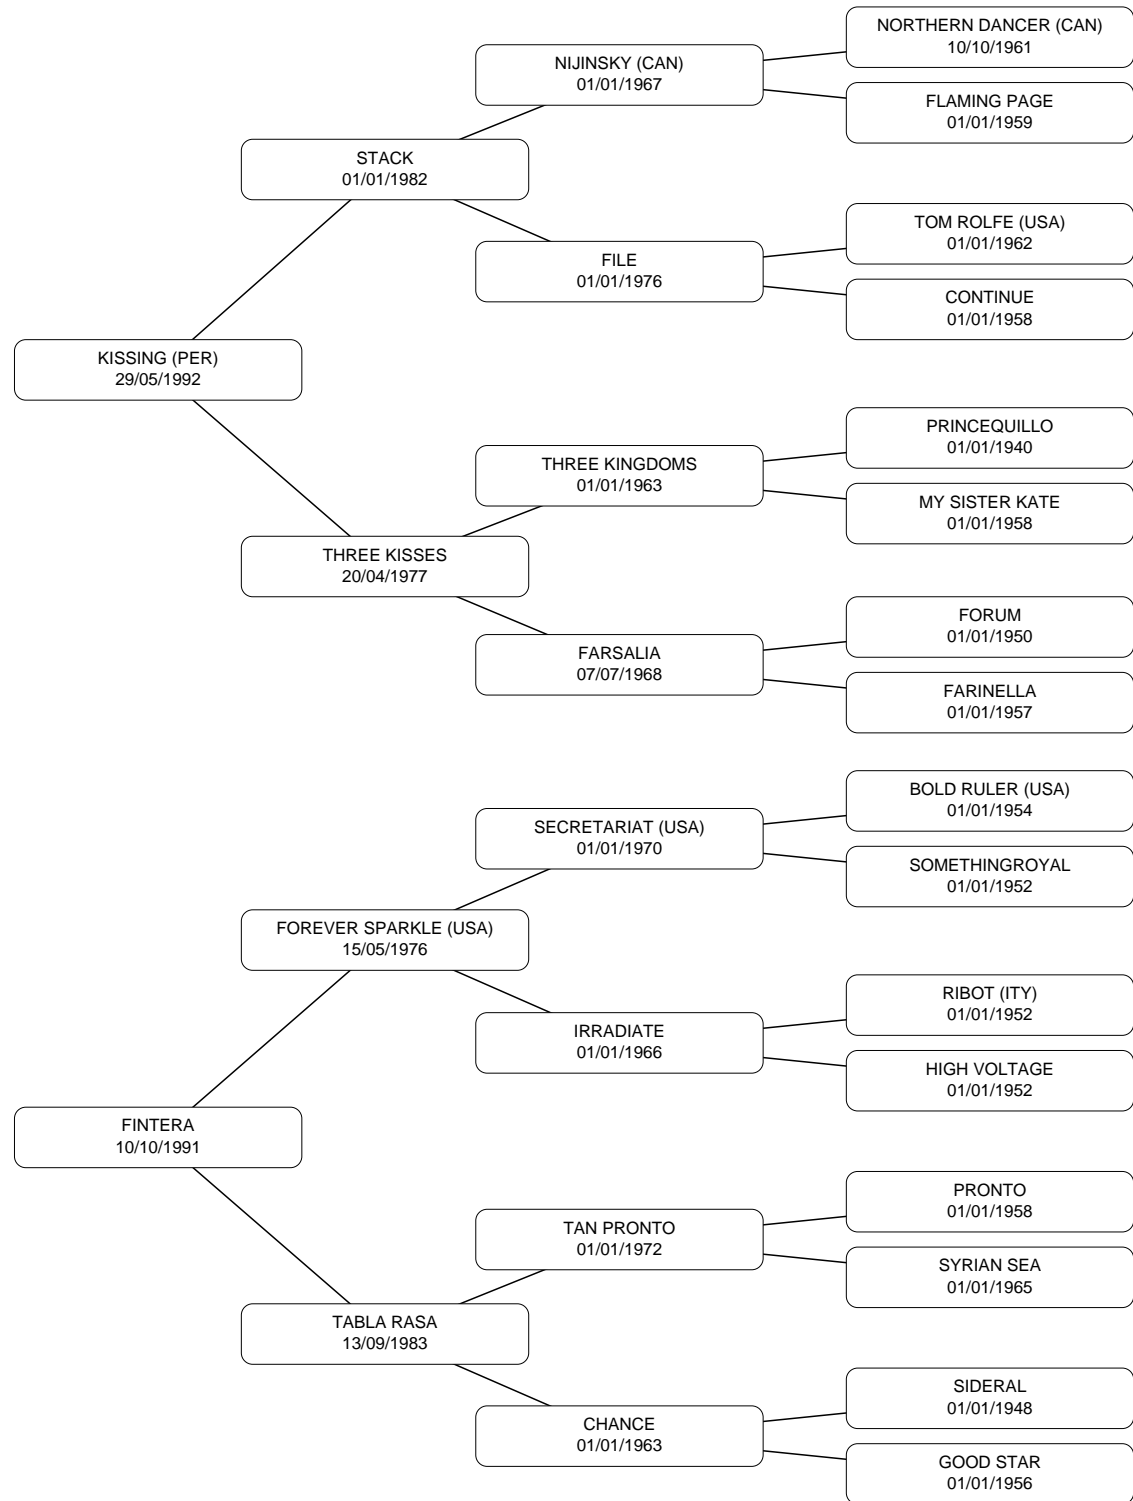 NORTHERN DANCER (CAN)
10/10/1961
NIJINSKY (CAN)
01/01/1967
FLAMING PAGE
01/01/1959
STACK
01/01/1982
TOM ROLFE (USA)
01/01/1962
FILE
01/01/1976
CONTINUE
01/01/1958
KISSING (PER)
29/05/1992
PRINCEQUILLO
01/01/1940
THREE KINGDOMS
01/01/1963
MY SISTER KATE
01/01/1958
THREE KISSES
20/04/1977
FORUM
01/01/1950
FARSALIA
07/07/1968
FARINELLA
01/01/1957
BOLD RULER (USA)
01/01/1954
SECRETARIAT (USA)
01/01/1970
SOMETHINGROYAL
01/01/1952
FOREVER SPARKLE (USA)
15/05/1976
RIBOT (ITY)
01/01/1952
IRRADIATE
01/01/1966
HIGH VOLTAGE
01/01/1952
FINTERA
10/10/1991
PRONTO
01/01/1958
TAN PRONTO
01/01/1972
SYRIAN SEA
01/01/1965
TABLA RASA
13/09/1983
SIDERAL
01/01/1948
CHANCE
01/01/1963
GOOD STAR
01/01/1956